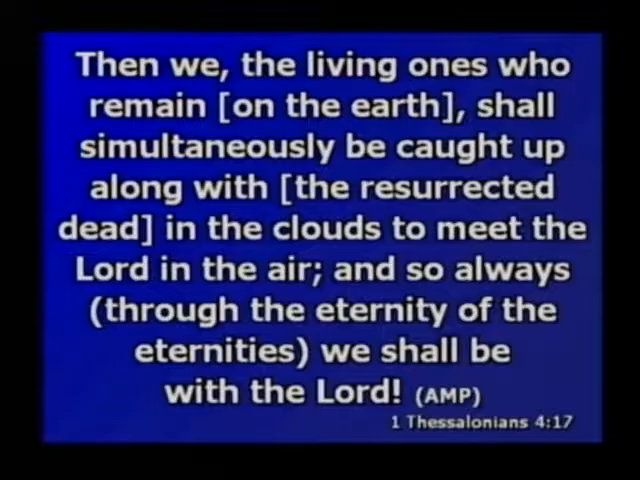 Then we, the living ones who
remain [on the earth], shall
simultaneously be caught up
along with [the resurrected
dead] in the clouds to meet the
Lord in the air; and so always
(through the eternity of the
eternities) we shall be
with the Lord! (AMP)
1 Thessalonians 4:17